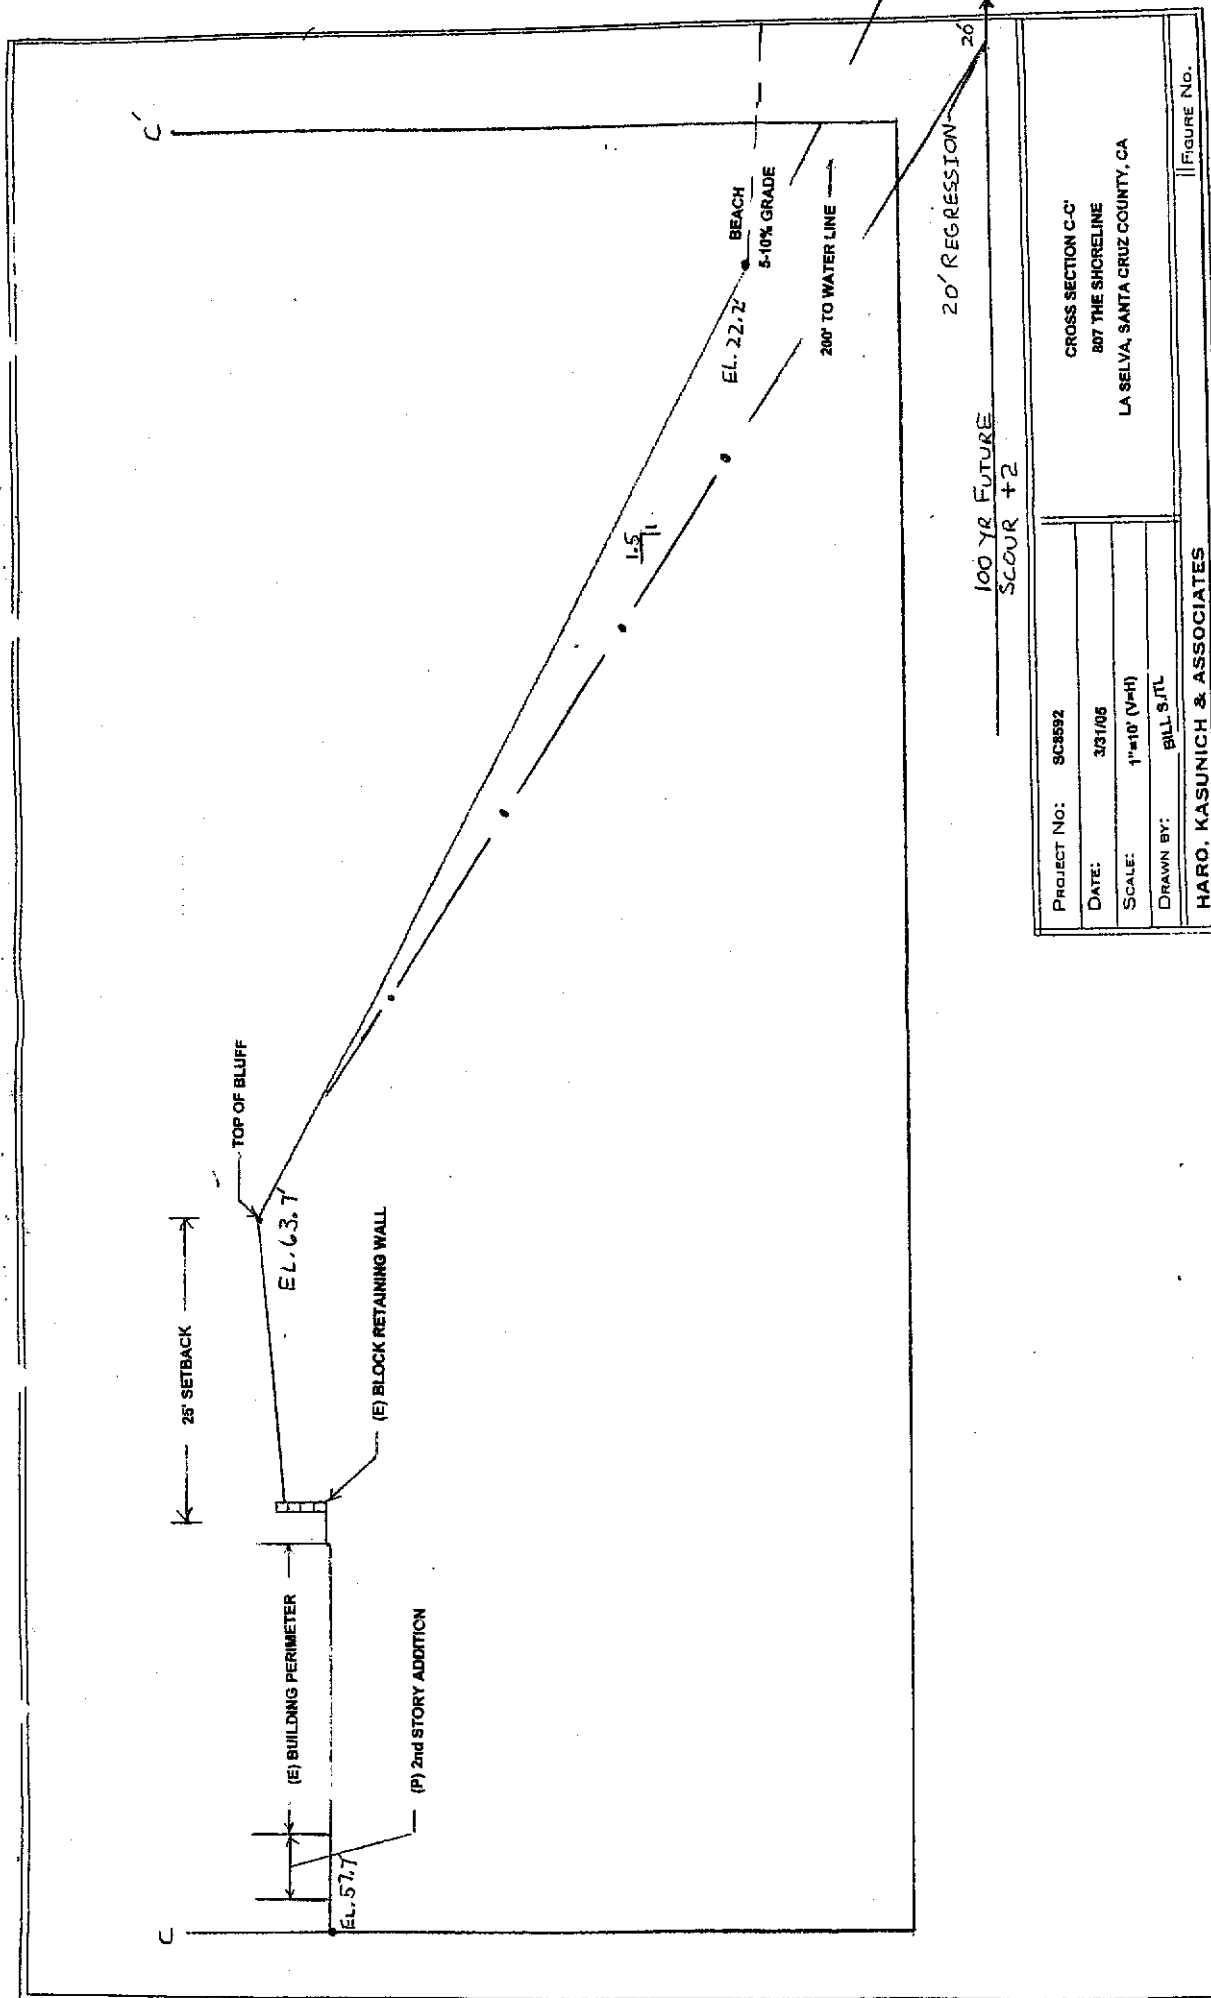 C
C'
25' SETBACK
TOP OF BLUFF
EL. 63.7'
(E) BUILDING PERIMETER
(E) BLOCK RETAINING WALL
(P) 2nd STORY ADDITION
EL. 57.7'
1.5
1
EL. 22.2'
BEACH
5-10% GRADE
200' TO WATER LINE
20' REGRESSION
20'
100 YR FUTURE
SCOUR +2
PROJECT NO: SC8592
DATE: 3/31/05
SCALE: 1"=10' (V=H)
DRAWN BY: BILL S./TL
CROSS SECTION C-C'
807 THE SHORELINE
LA SELVA, SANTA CRUZ COUNTY, CA
HARO, KASUNICH & ASSOCIATES
FIGURE NO.